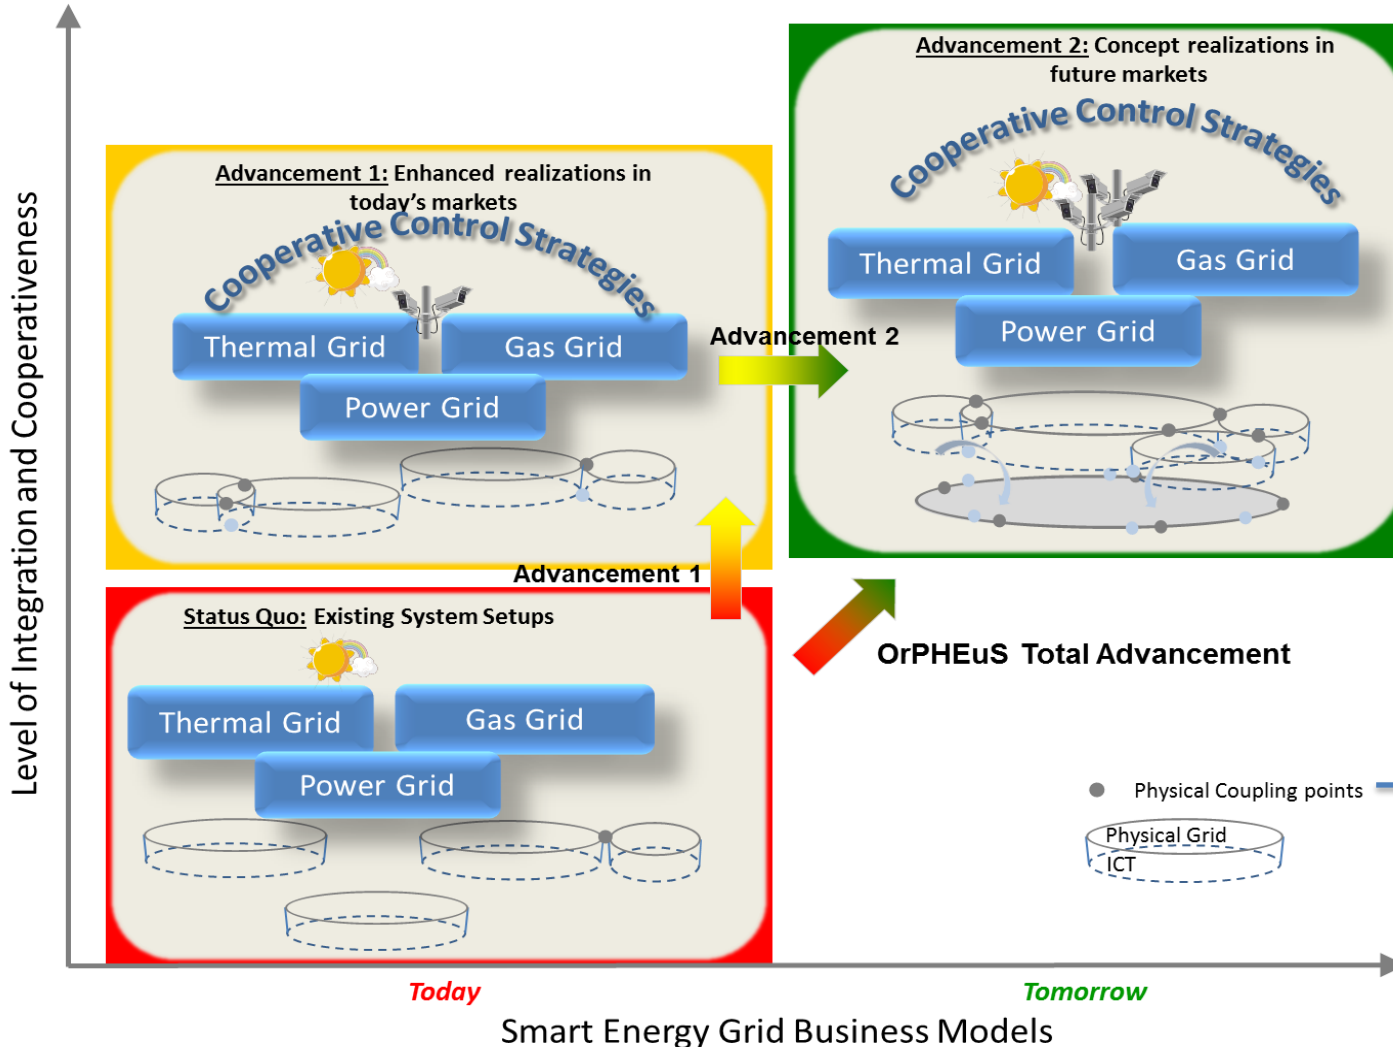 Advancement 2: Concept realizations in
future markets
Cooperative Control Strategies
Thermal Grid
Gas Grid
Power Grid
Advancement 1: Enhanced realizations in
today's markets
Cooperative Control Strategies
Thermal Grid
Gas Grid
Power Grid
Advancement 2
Advancement 1
Status Quo: Existing System Setups
Thermal Grid
Gas Grid
Power Grid
OrPHEuS Total Advancement
Physical Coupling points
Physical Grid
ICT
Level of Integration and Cooperativeness
Today
Tomorrow
Smart Energy Grid Business Models